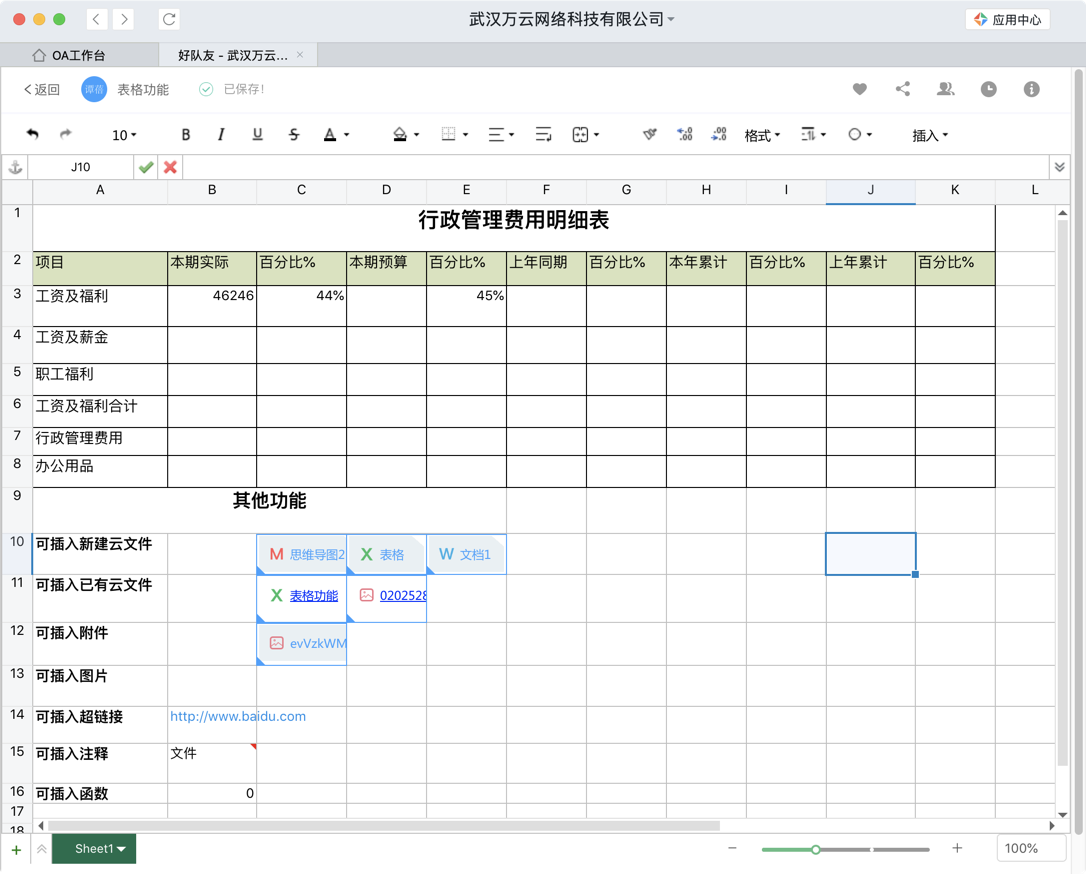 武汉万云网络科技有限公司
应用中心
OA工作台
好队友 - 武汉万云... ×
返回 谭蓓 表格功能 已保存!
10 B I U S A .00 .00 格式 插入
J10
A B C D E F G H I J K L
1 行政管理费用明细表
2 项目 本期实际 百分比% 本期预算 百分比% 上年同期 百分比% 本年累计 百分比% 上年累计 百分比%
3 工资及福利 46246 44% 45%
4 工资及薪金
5 职工福利
6 工资及福利合计
7 行政管理费用
8 办公用品
9 其他功能
10 可插入新建云文件 M 思维导图2 X 表格 W 文档1
11 可插入已有云文件 X 表格功能 0202528
12 可插入附件 evVzkWM
13 可插入图片
14 可插入超链接 http://www.baidu.com
15 可插入注释 文件
16 可插入函数 0
17
18
+ Sheet1 − + 100%